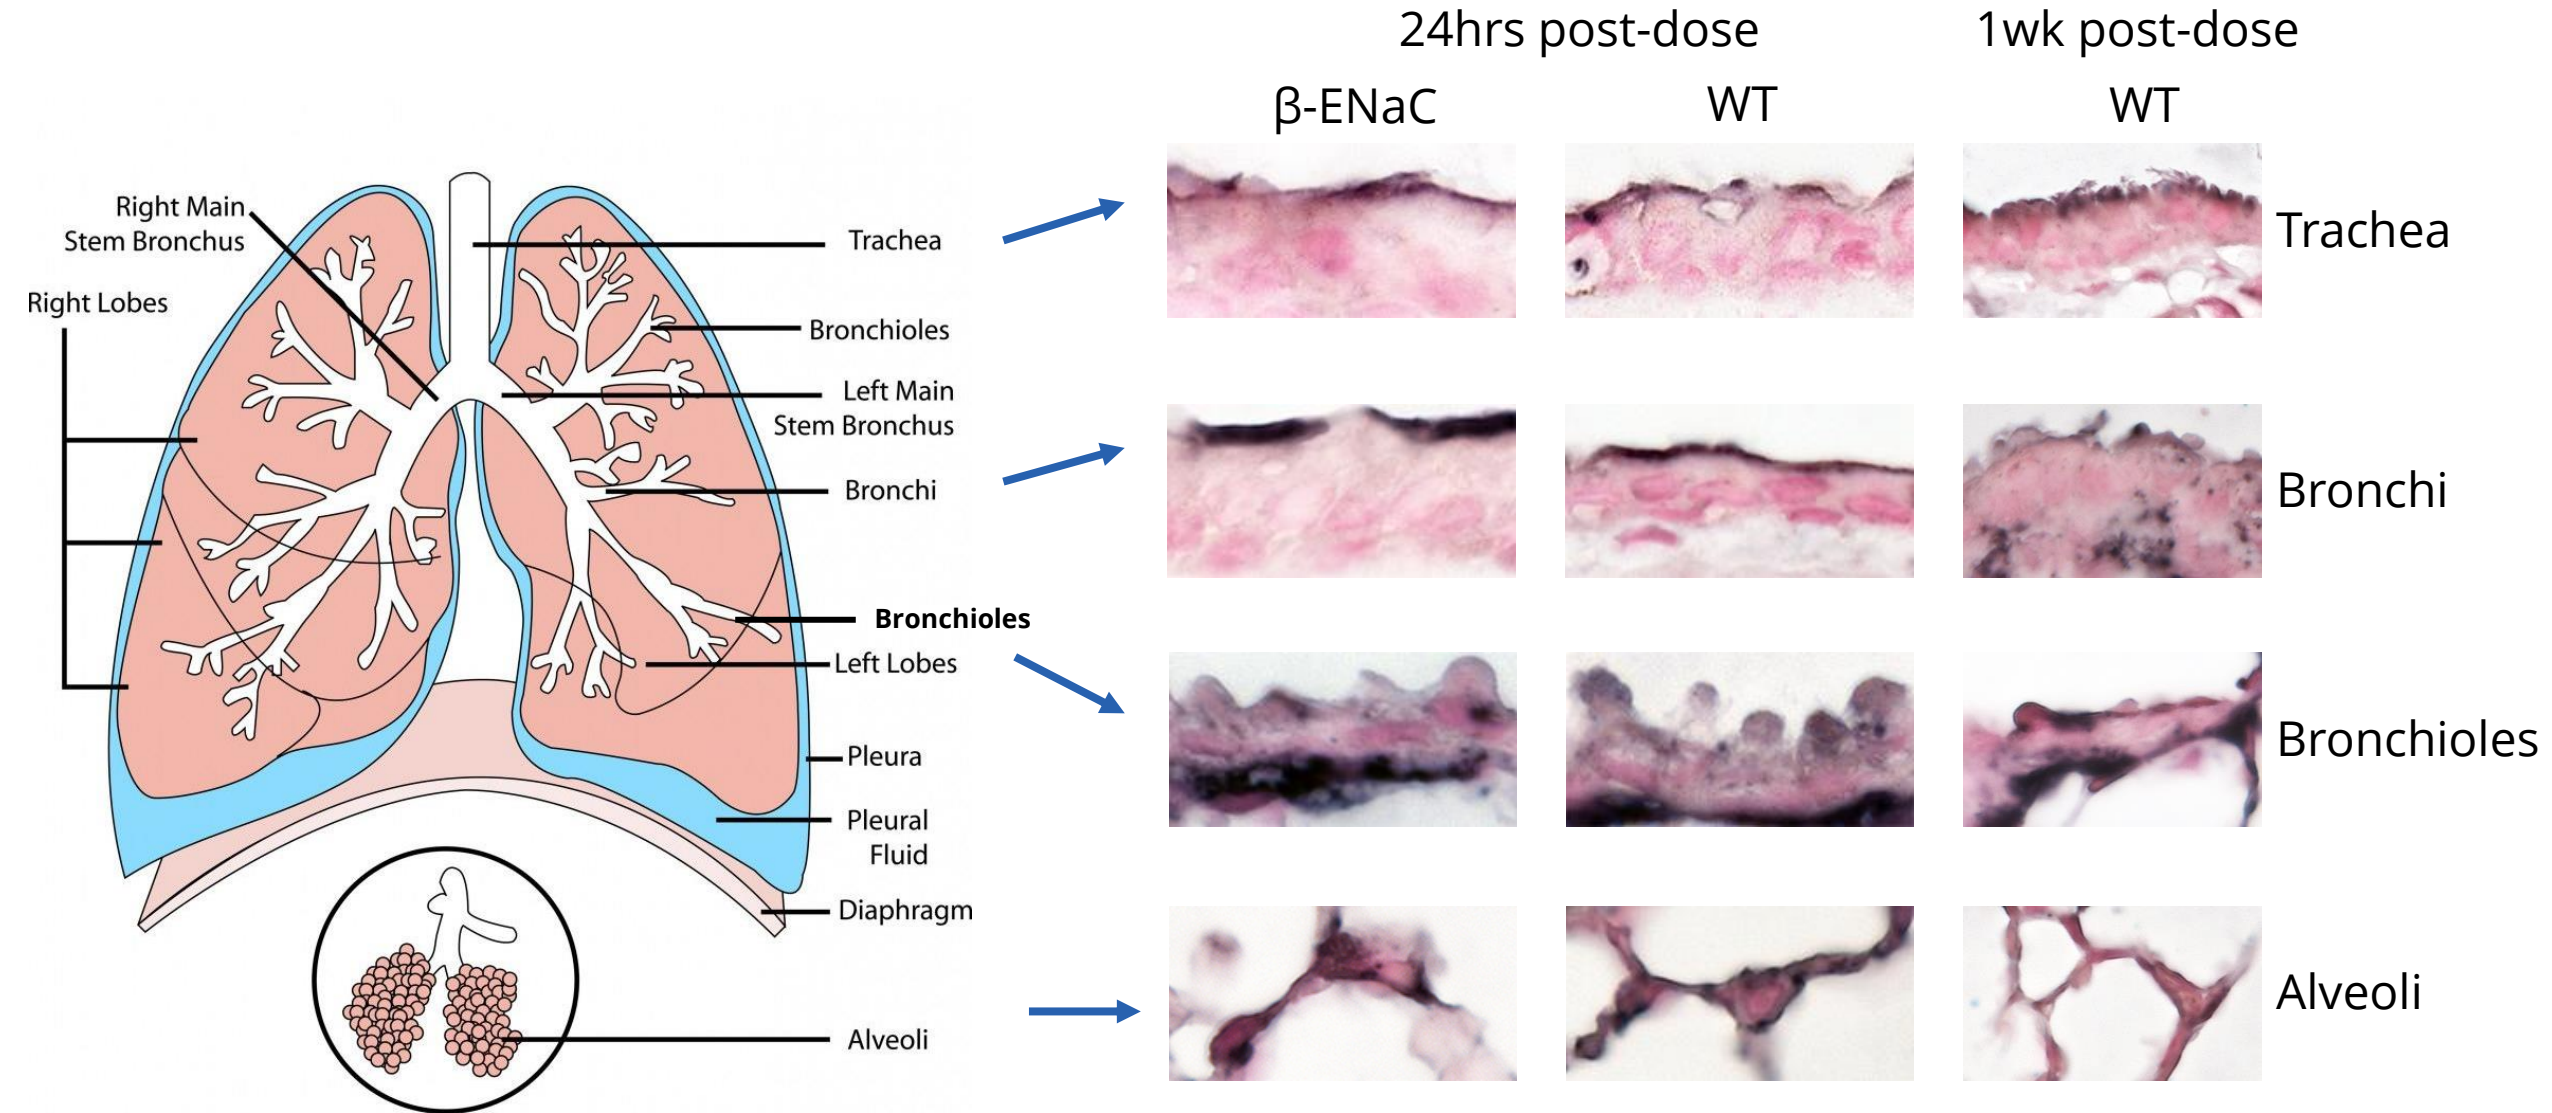 24hrs post-dose
1wk post-dose
β-ENaC
WT
WT
Right Main
Stem Bronchus
Right Lobes
Trachea
Bronchioles
Left Main
Stem Bronchus
Bronchi
Bronchioles
Left Lobes
Pleura
Pleural
Fluid
Diaphragm
Alveoli
Trachea
Bronchi
Bronchioles
Alveoli